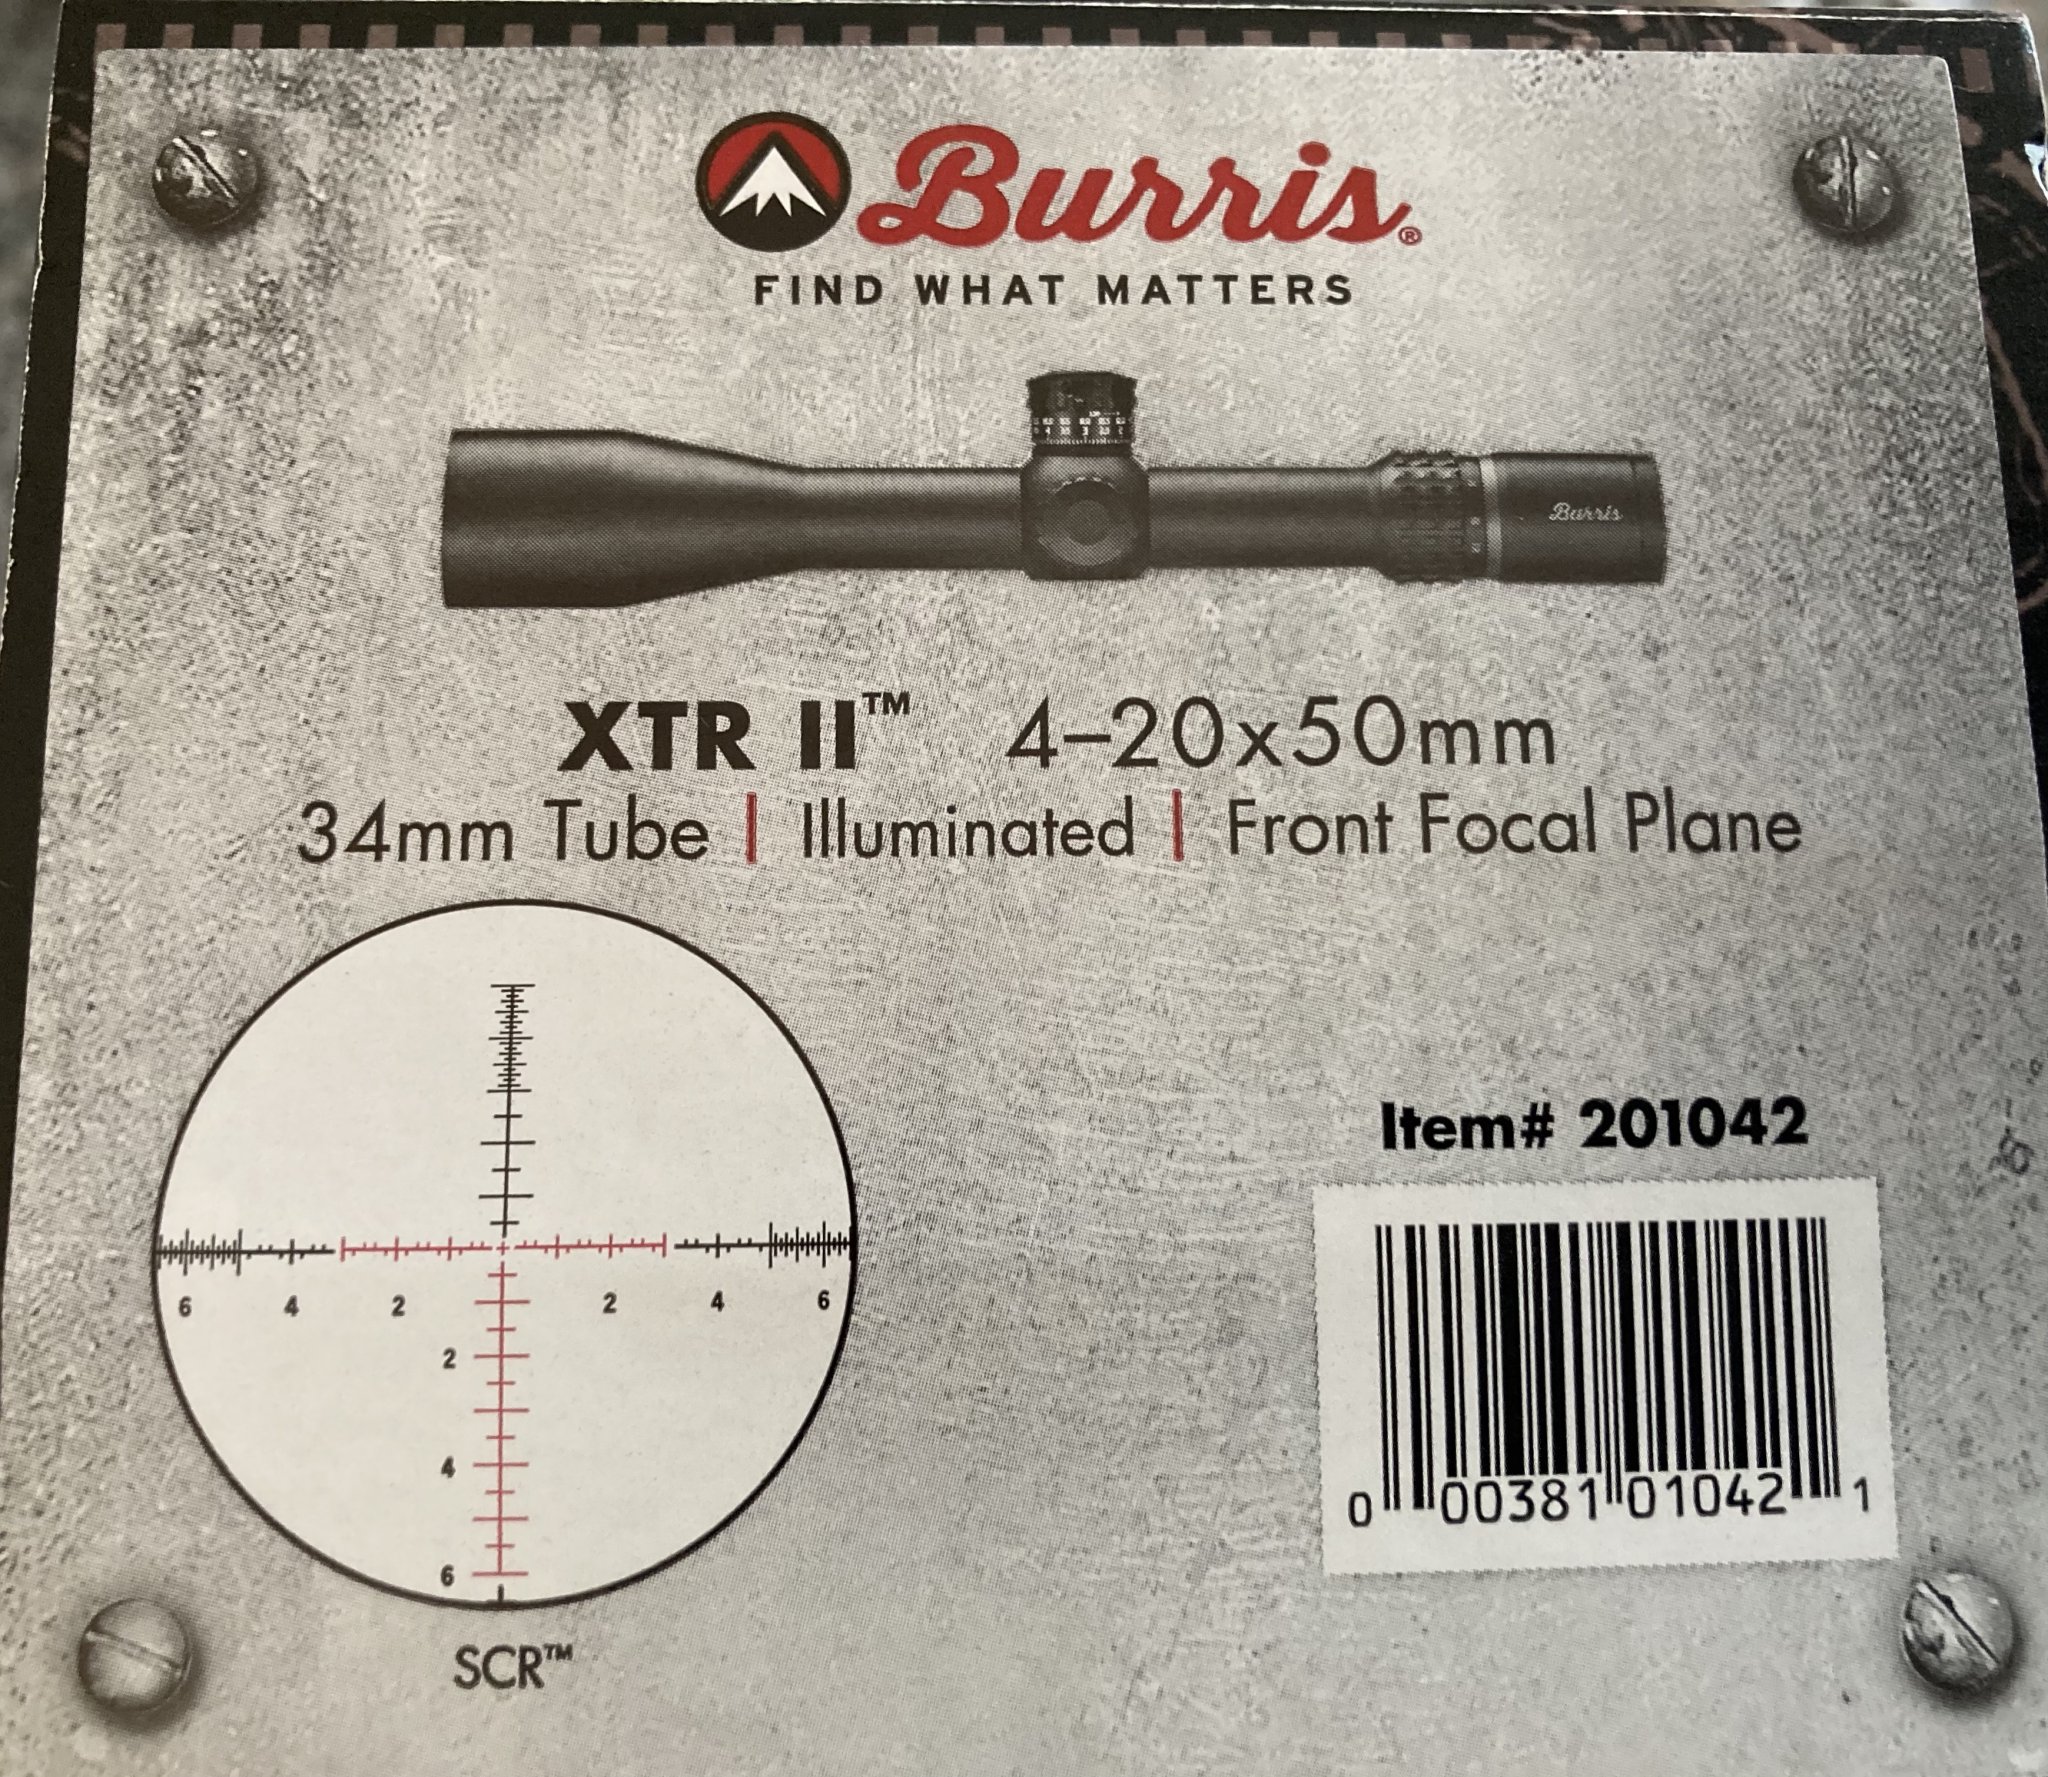 Burris®
FIND WHAT MATTERS
Burris
XTR II™ 4–20x50mm
34mm Tube | Illuminated | Front Focal Plane
Item# 201042
6 4 2 2 4 6
2
4
6
0 00381 01042 1
SCR™